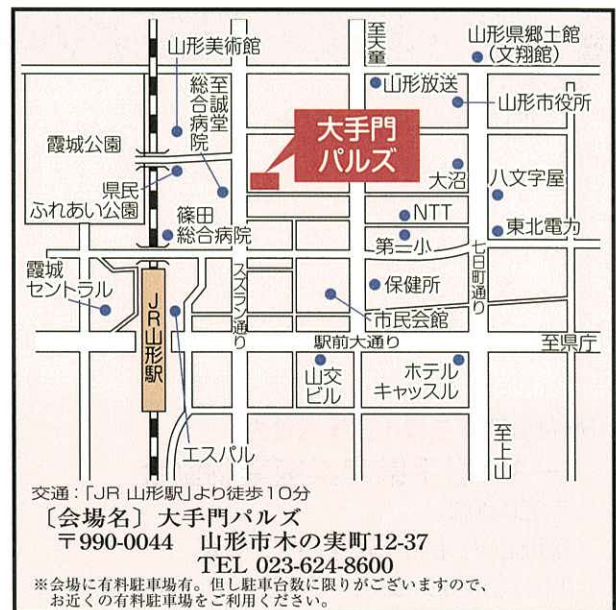 山形美術館
至天童
山形県郷土館
(文翔館)
至誠堂
総合病院
山形放送
山形市役所
大手門
パルズ
霞城公園
県民
ふれあい公園
大沼
八文字屋
篠田
総合病院
NTT
東北電力
第一小
七日町通り
霞城
セントラル
スズラン通り
保健所
JR山形駅
市民会館
駅前大通り
至県庁
山交
ビル
ホテル
キャッスル
エスパル
至上山
交通:「JR 山形駅」より徒歩10分
〔会場名〕大手門パルズ
〒990-0044 山形市木の実町12-37
TEL 023-624-8600
※会場に有料駐車場有。但し駐車台数に限りがございますので、
お近くの有料駐車場をご利用ください。